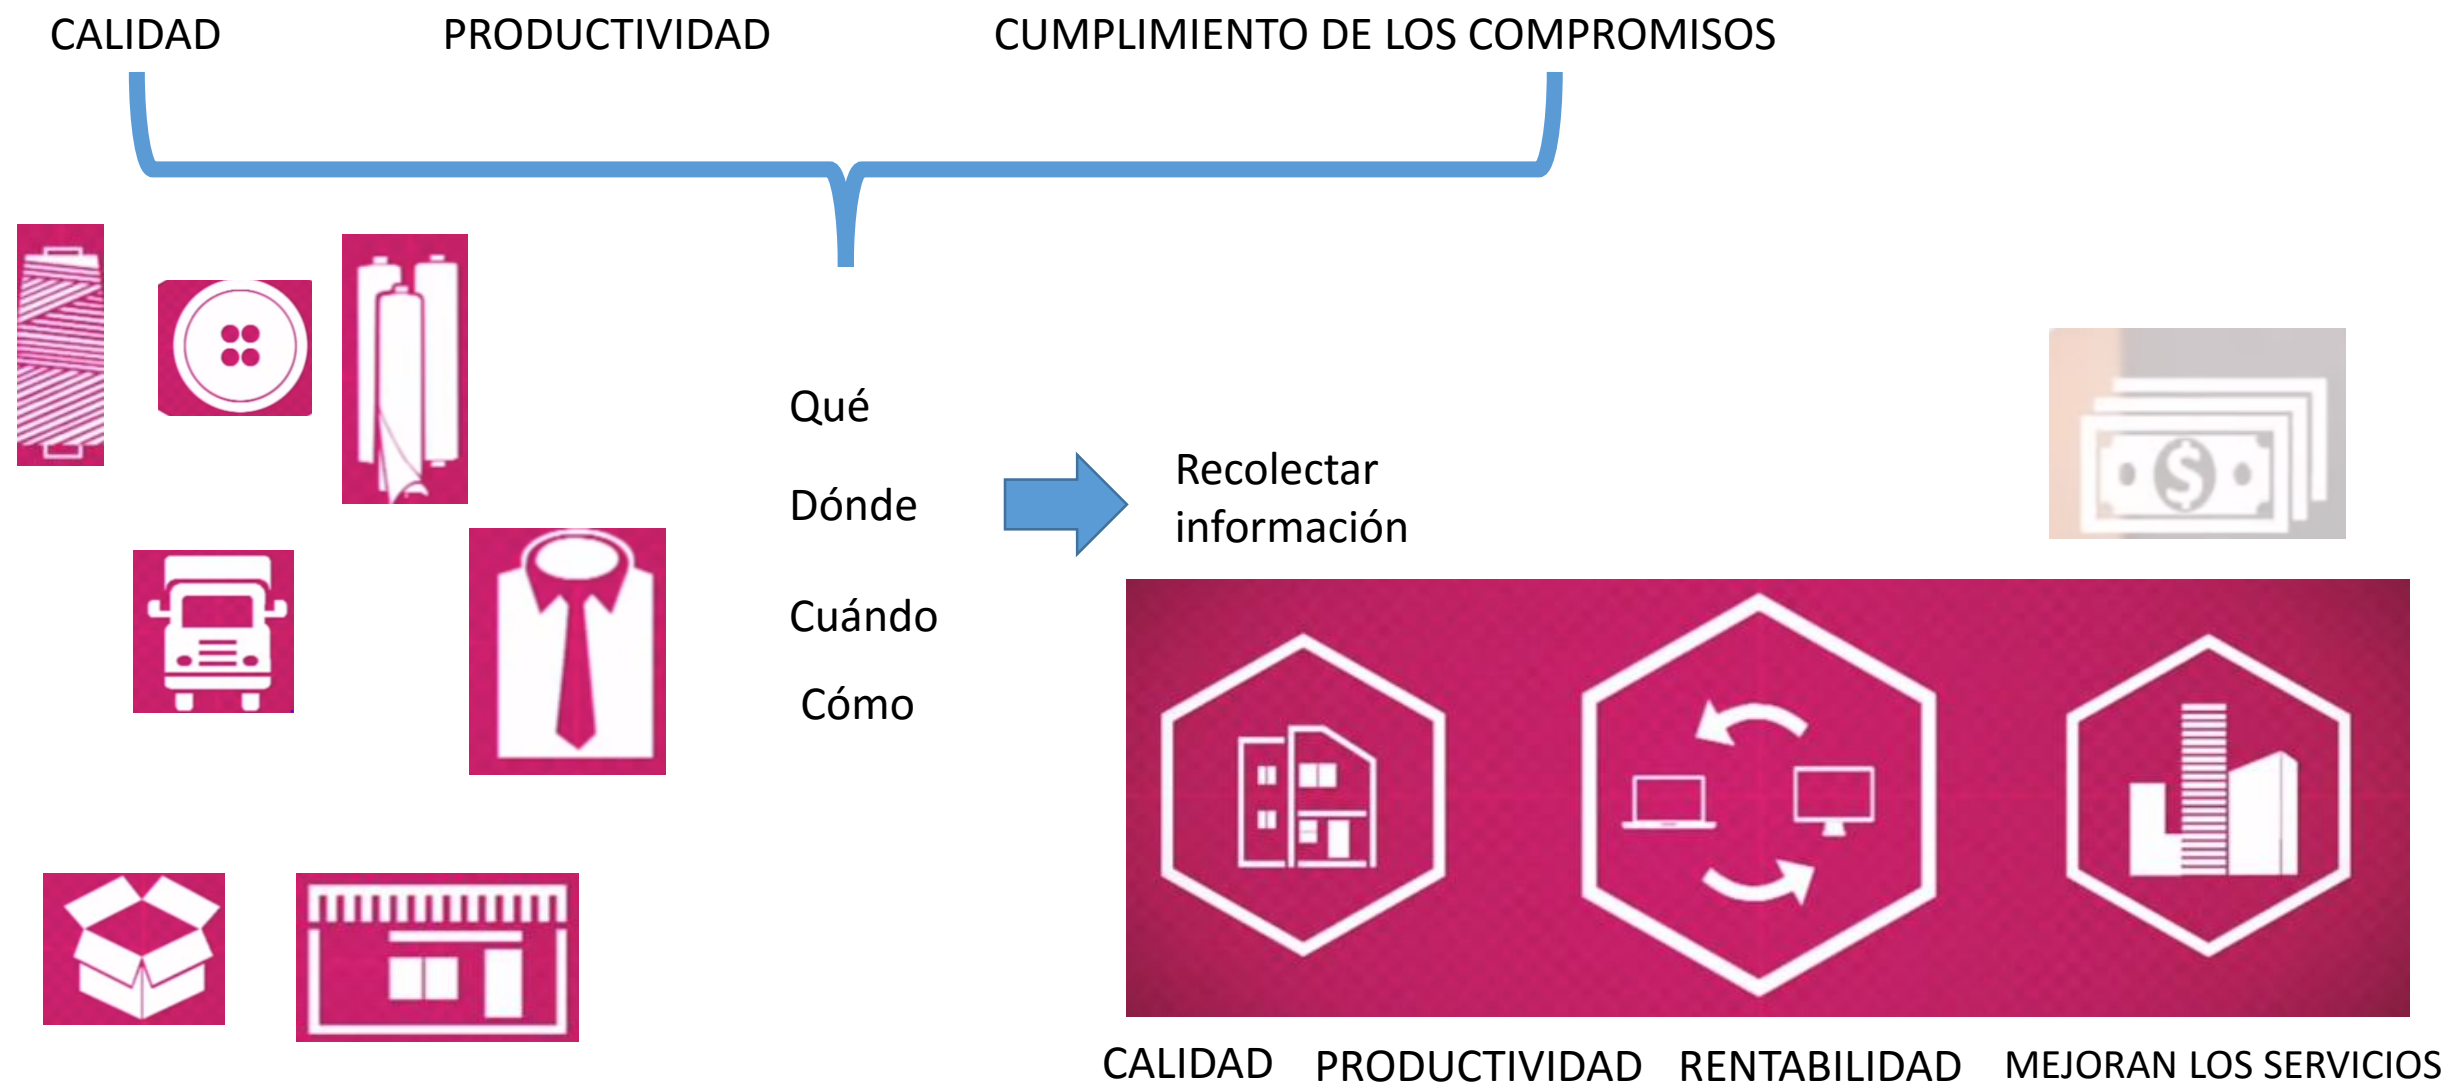 CALIDAD
PRODUCTIVIDAD
CUMPLIMIENTO DE LOS COMPROMISOS
Qué
Dónde
Cuándo
Cómo
Recolectar
información
$
CALIDAD
PRODUCTIVIDAD
RENTABILIDAD
MEJORAN LOS SERVICIOS